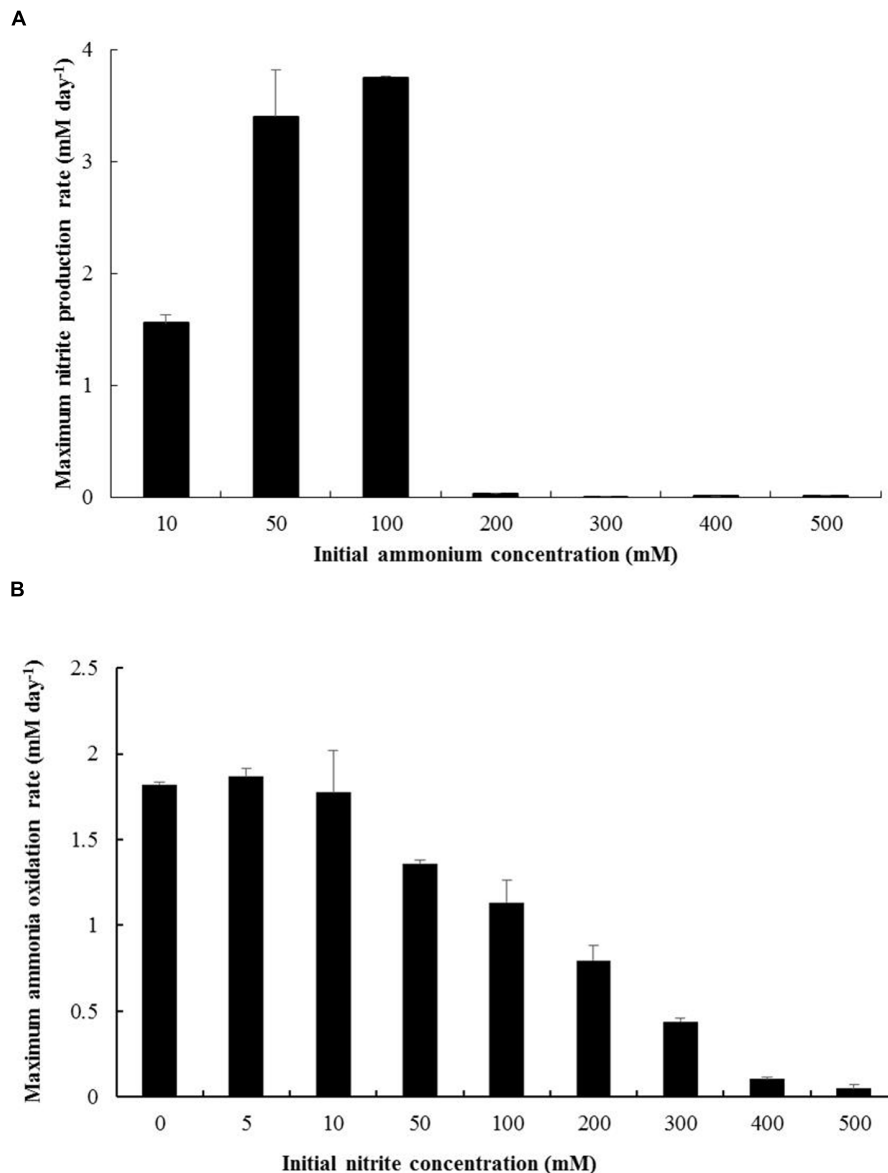 A
Maximum nitrite production rate (mM day-1)
4
3
2
1
0
10 50 100 200 300 400 500
Initial ammonium concentration (mM)
B
Maximum ammonia oxidation rate (mM day-1)
2.5
2
1.5
1
0.5
0
0 5 10 50 100 200 300 400 500
Initial nitrite concentration (mM)